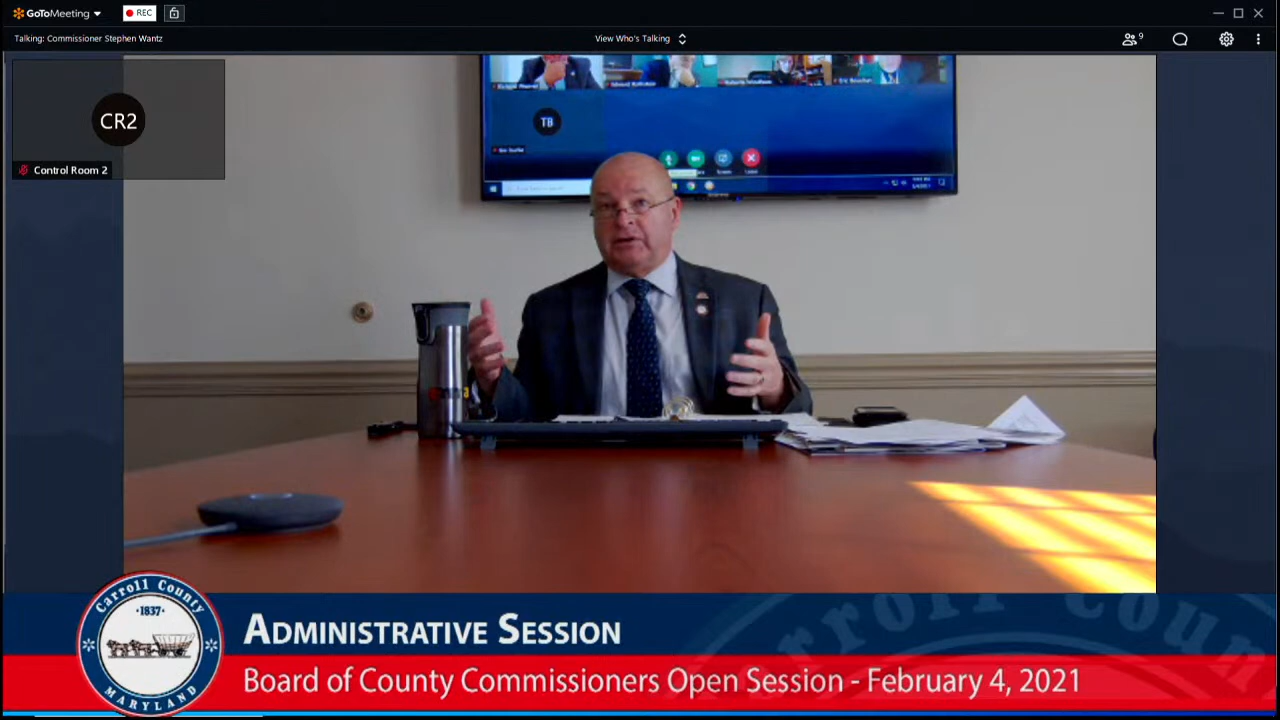 GoToMeeting
REC
Talking: Commissioner Stephen Wantz
View Who's Talking
9
CR2
Control Room 2
TB
Carroll County
·1837·
MARYLAND
ADMINISTRATIVE SESSION
Board of County Commissioners Open Session - February 4, 2021